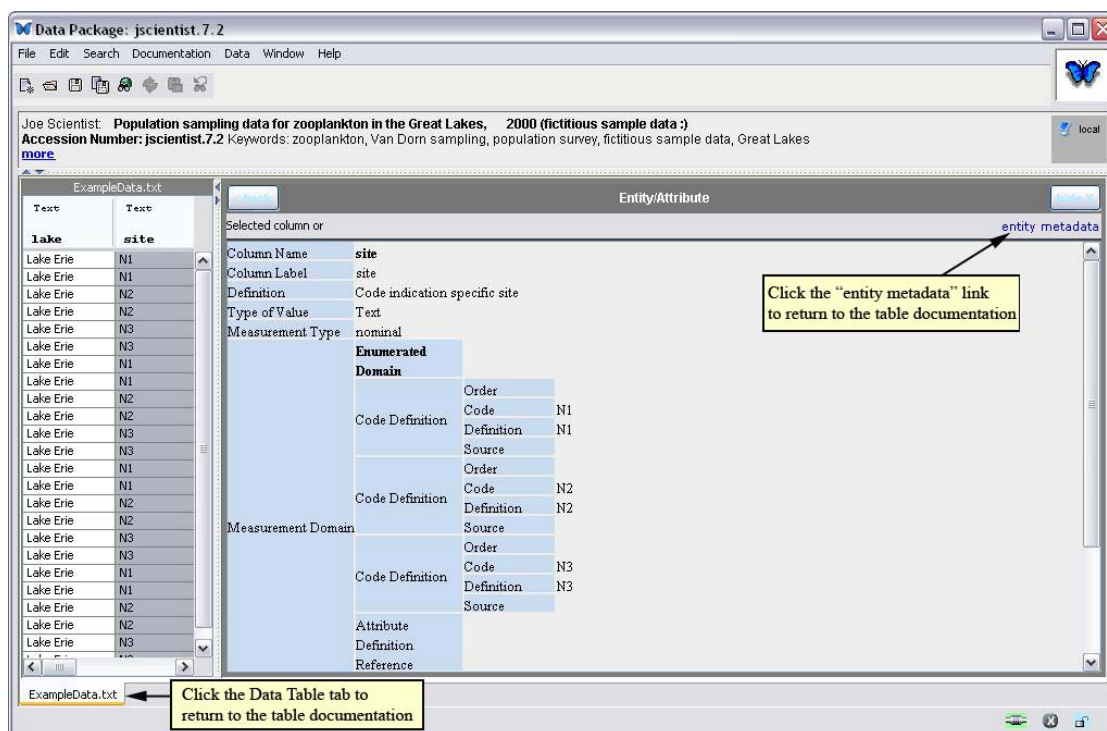 Data Package: jscientist.7.2
File Edit Search Documentation Data Window Help
Joe Scientist: Population sampling data for zooplankton in the Great Lakes, 2000 (fictitious sample data :)
Accession Number: jscientist.7.2 Keywords: zooplankton, Van Dorn sampling, population survey, fictitious sample data, Great Lakes
more
local
ExampleData.txt
Text Text
lake site
Lake Erie N1
Lake Erie N1
Lake Erie N2
Lake Erie N2
Lake Erie N3
Lake Erie N3
Lake Erie N1
Lake Erie N1
Lake Erie N2
Lake Erie N2
Lake Erie N3
Lake Erie N3
Lake Erie N1
Lake Erie N1
Lake Erie N2
Lake Erie N2
Lake Erie N3
Lake Erie N3
Lake Erie N1
Lake Erie N1
Lake Erie N2
Lake Erie N2
Lake Erie N3
Entity/Attribute
Selected column or
entity metadata
Column Name site
Column Label site
Definition Code indication specific site
Type of Value Text
Measurement Type nominal
Measurement Domain
Enumerated
Domain
Code Definition
Order
Code N1
Definition N1
Source
Code Definition
Order
Code N2
Definition N2
Source
Code Definition
Order
Code N3
Definition N3
Source
Attribute
Definition
Reference
Click the “entity metadata” link
to return to the table documentation
ExampleData.txt
Click the Data Table tab to
return to the table documentation